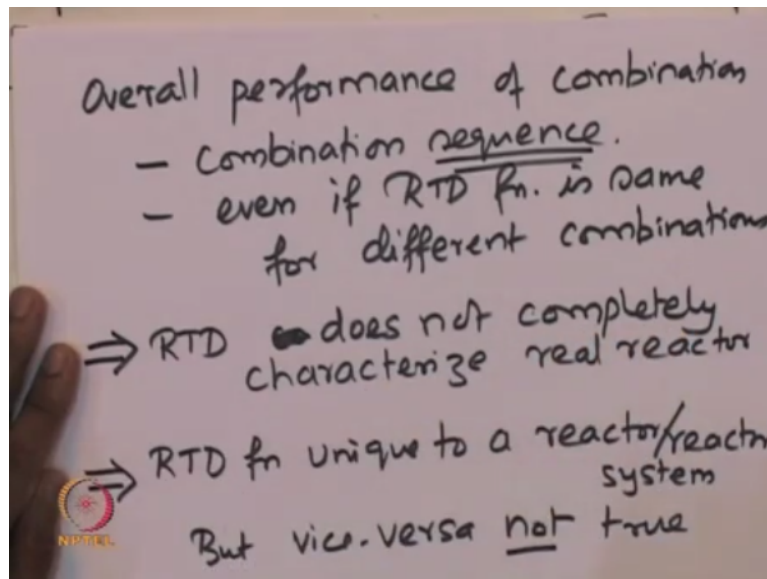 Overall performance of combination
- Combination sequence.
- even if RTD fn. is same
for different combinations
⇒ RTD does not completely
characterize real reactor
⇒ RTD fn unique to a reactor/reactor
system
But vice-versa not true
NPTEL